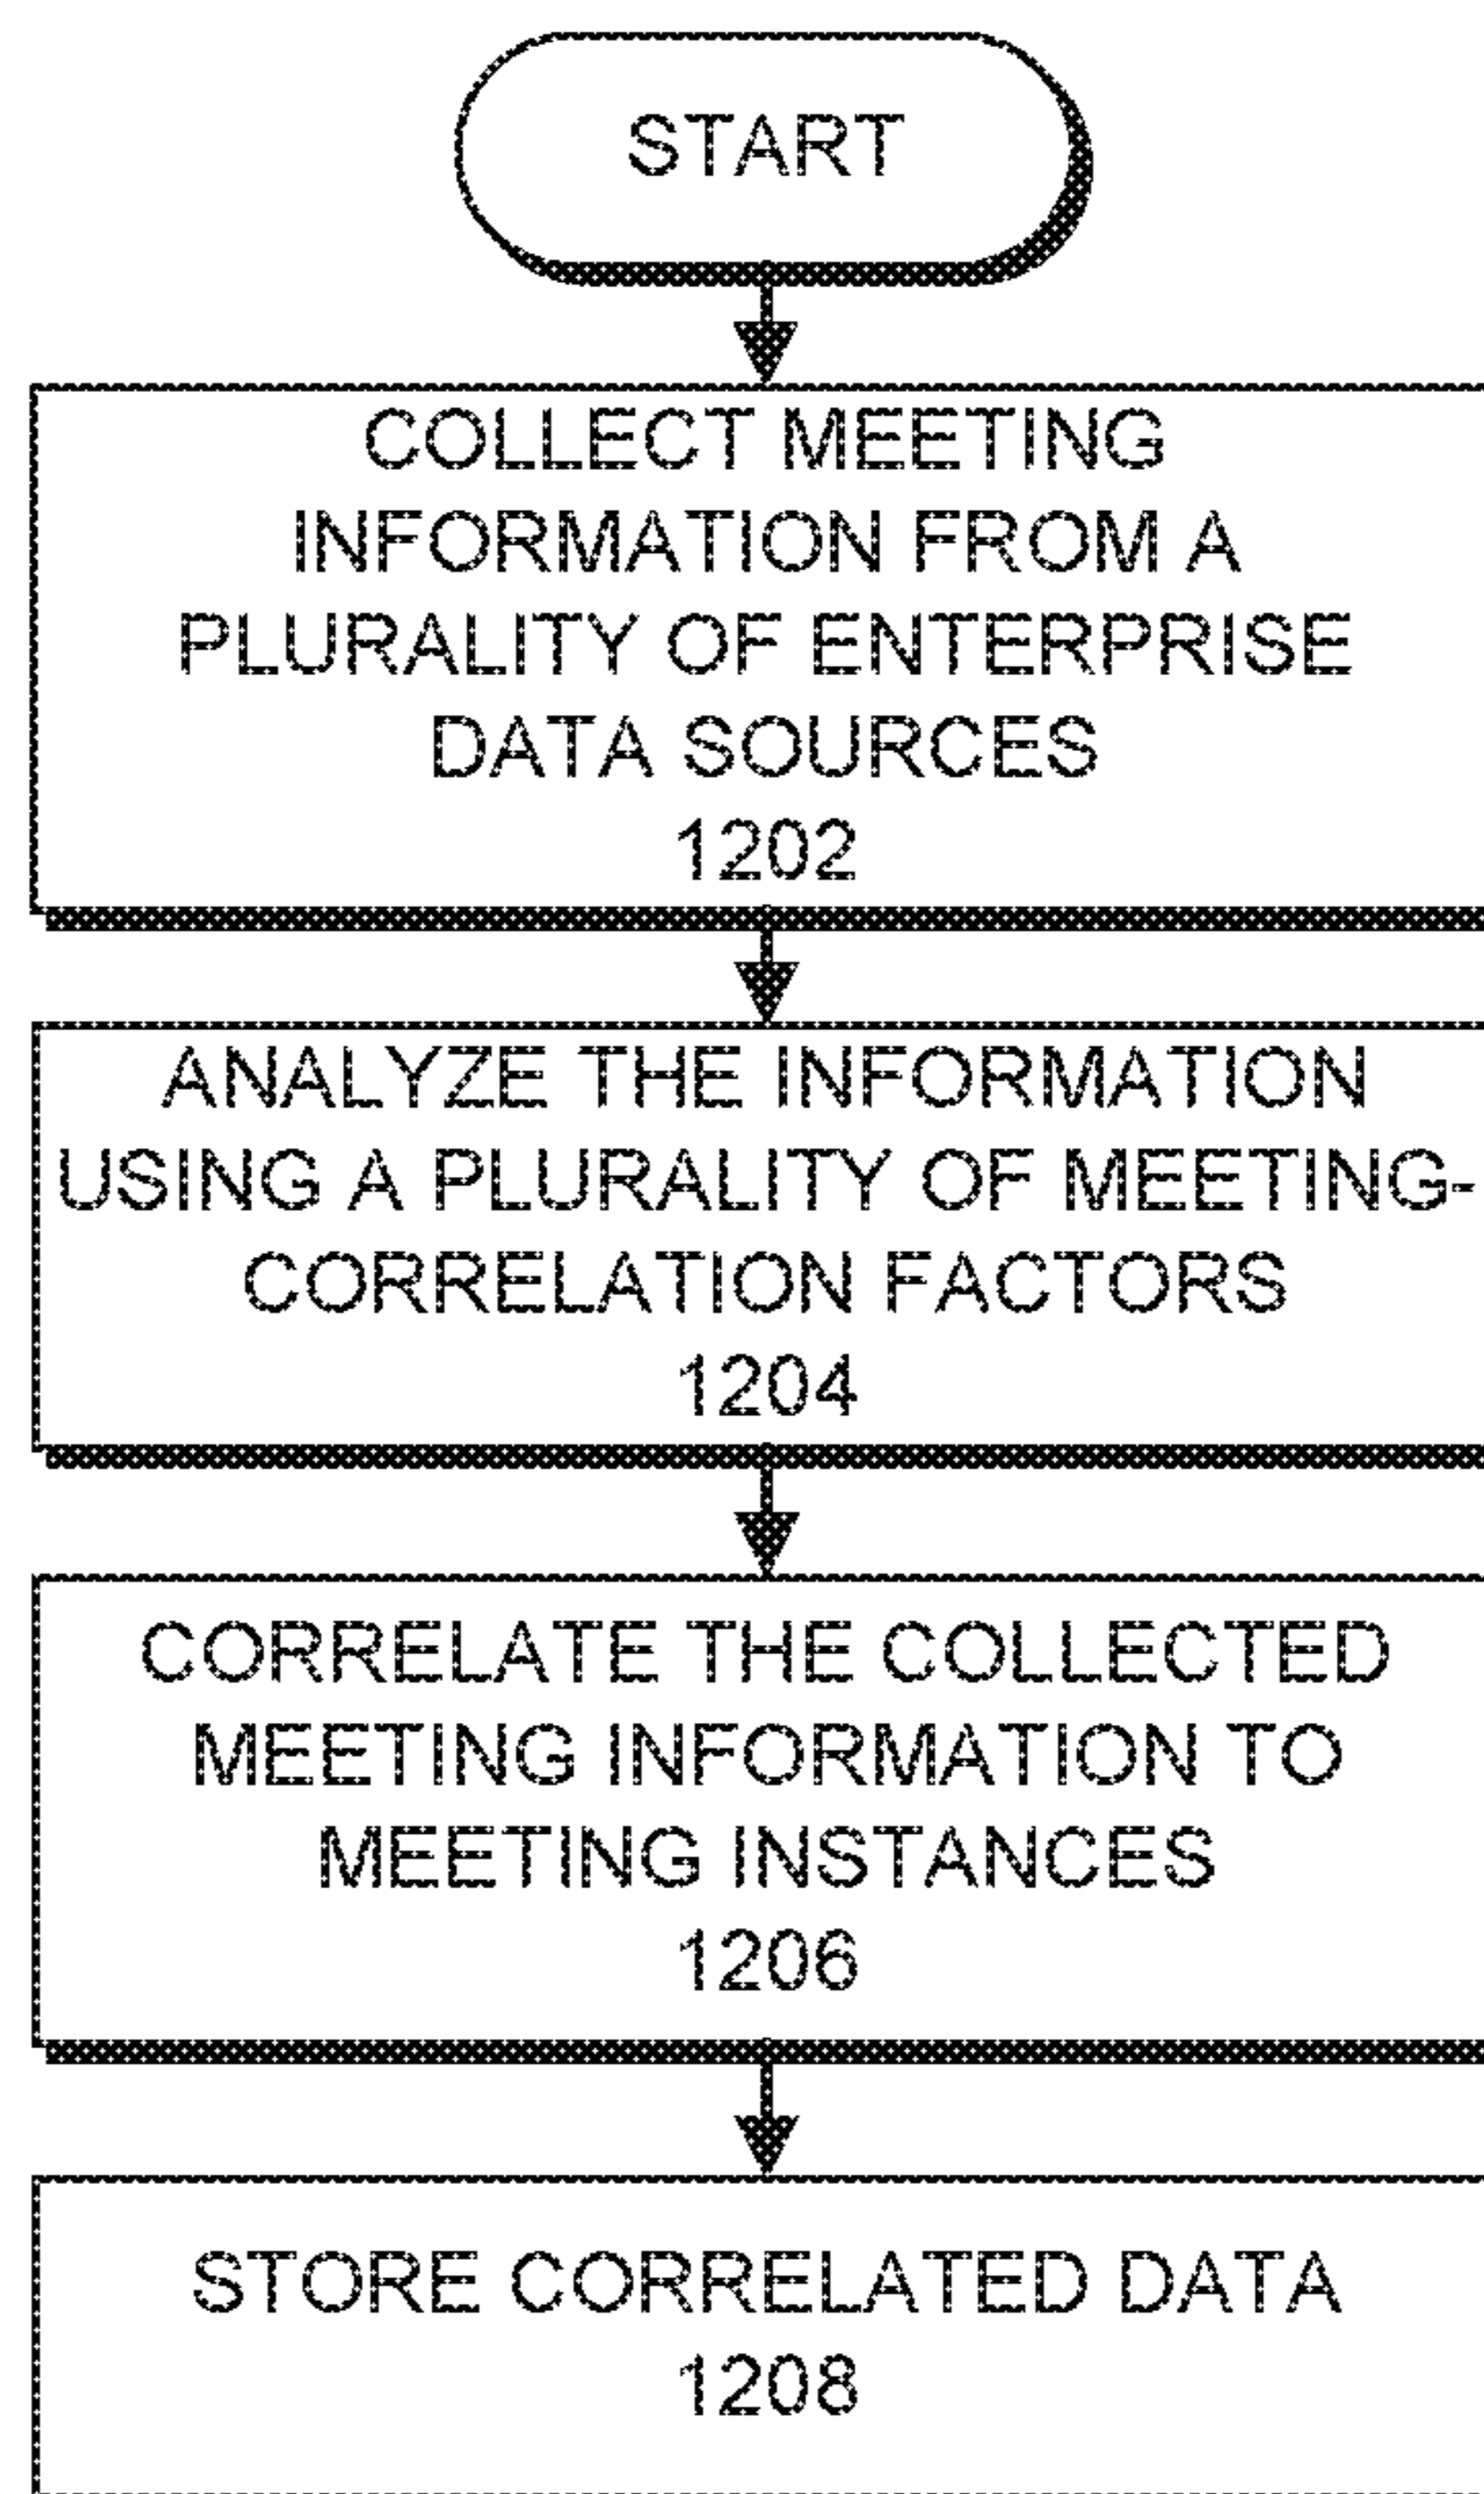 START
COLLECT MEETING
INFORMATION FROM A
PLURALITY OF ENTERPRISE
DATA SOURCES
1202
ANALYZE THE INFORMATION
USING A PLURALITY OF MEETING-
CORRELATION FACTORS
1204
CORRELATE THE COLLECTED
MEETING INFORMATION TO
MEETING INSTANCES
1206
STORE CORRELATED DATA
1208